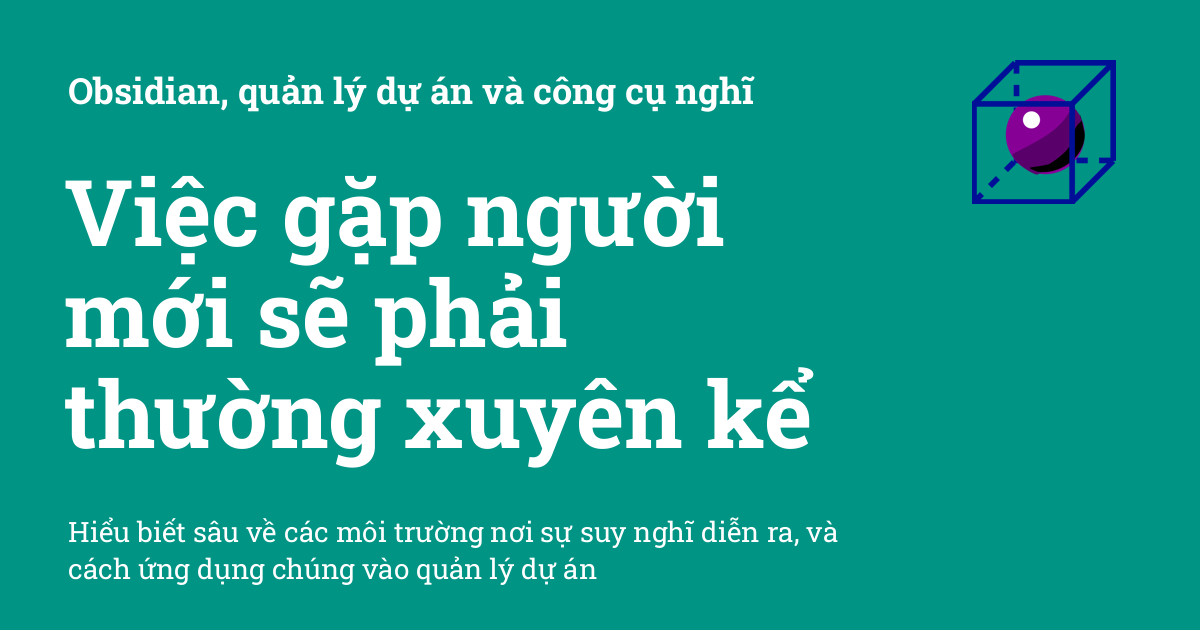 Obsidian, quản lý dự án và công cụ nghĩ
Việc gặp người
mới sẽ phải
thường xuyên kể
Hiểu biết sâu về các môi trường nơi sự suy nghĩ diễn ra, và
cách ứng dụng chúng vào quản lý dự án